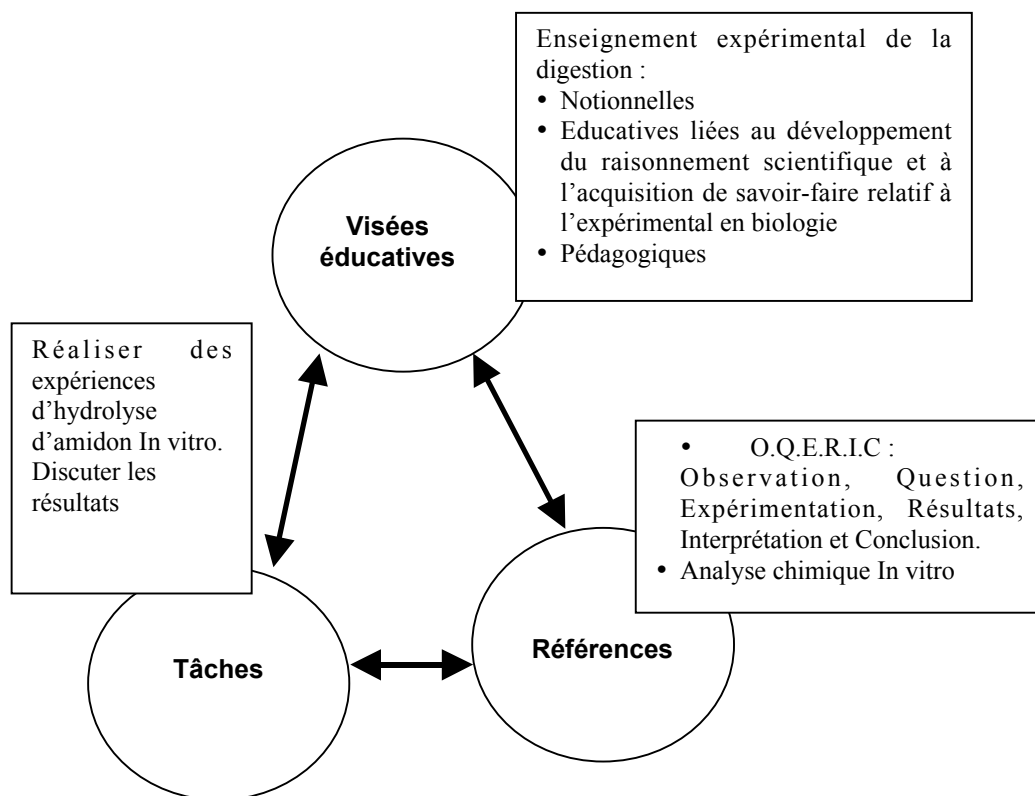 Enseignement expérimental de la
digestion :
• Notionnelles
• Educatives liées au développement
du raisonnement scientifique et à
l’acquisition de savoir-faire relatif à
l’expérimental en biologie
• Pédagogiques
Visées
éducatives
Réaliser des
expériences
d’hydrolyse
d’amidon In vitro.
Discuter les
résultats
• O.Q.E.R.I.C :
Observation, Question,
Expérimentation, Résultats,
Interprétation et Conclusion.
• Analyse chimique In vitro
Tâches
Références